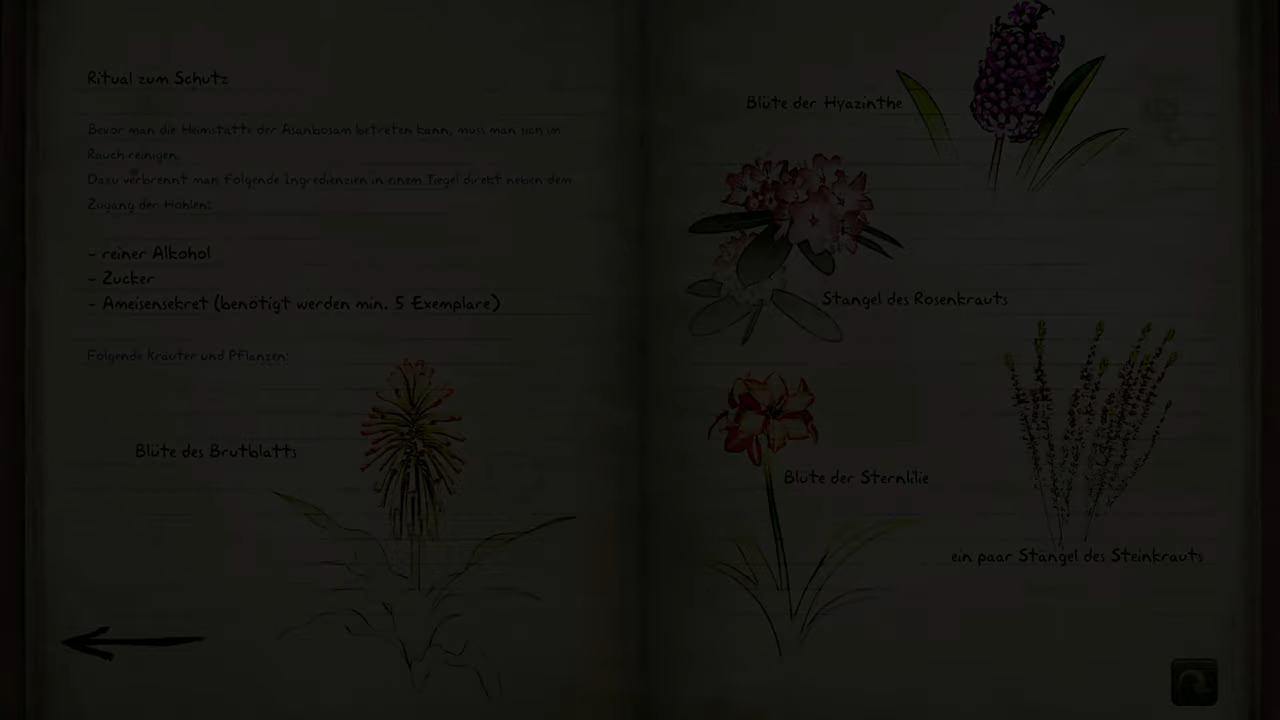 Ritual zum Schutz
Bevor man die Heimstatte der Asanbosam betreten kann, muss man sich im
Rauch reinigen.
Dazu verbrennt man folgende Ingredienzien in einem Tiegel direkt neben dem
Zugang der Höhlen:
- reiner Alkohol
- Zucker
- Ameisensekret (benötigt werden min. 5 Exemplare)
Folgende Kräuter und Pflanzen:
Blüte des Brutblatts
Blüte der Hyazinthe
Stängel des Rosenkrauts
Blüte der Sternlilie
ein paar Stängel des Steinkrauts